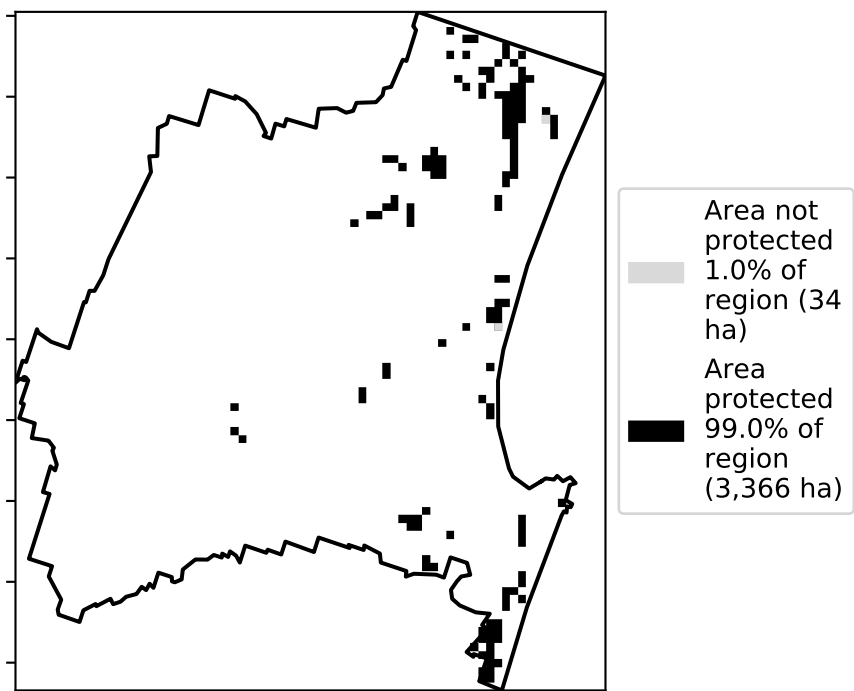 Area not
protected
1.0% of
region (34
ha)
Area
protected
99.0% of
region
(3,366 ha)